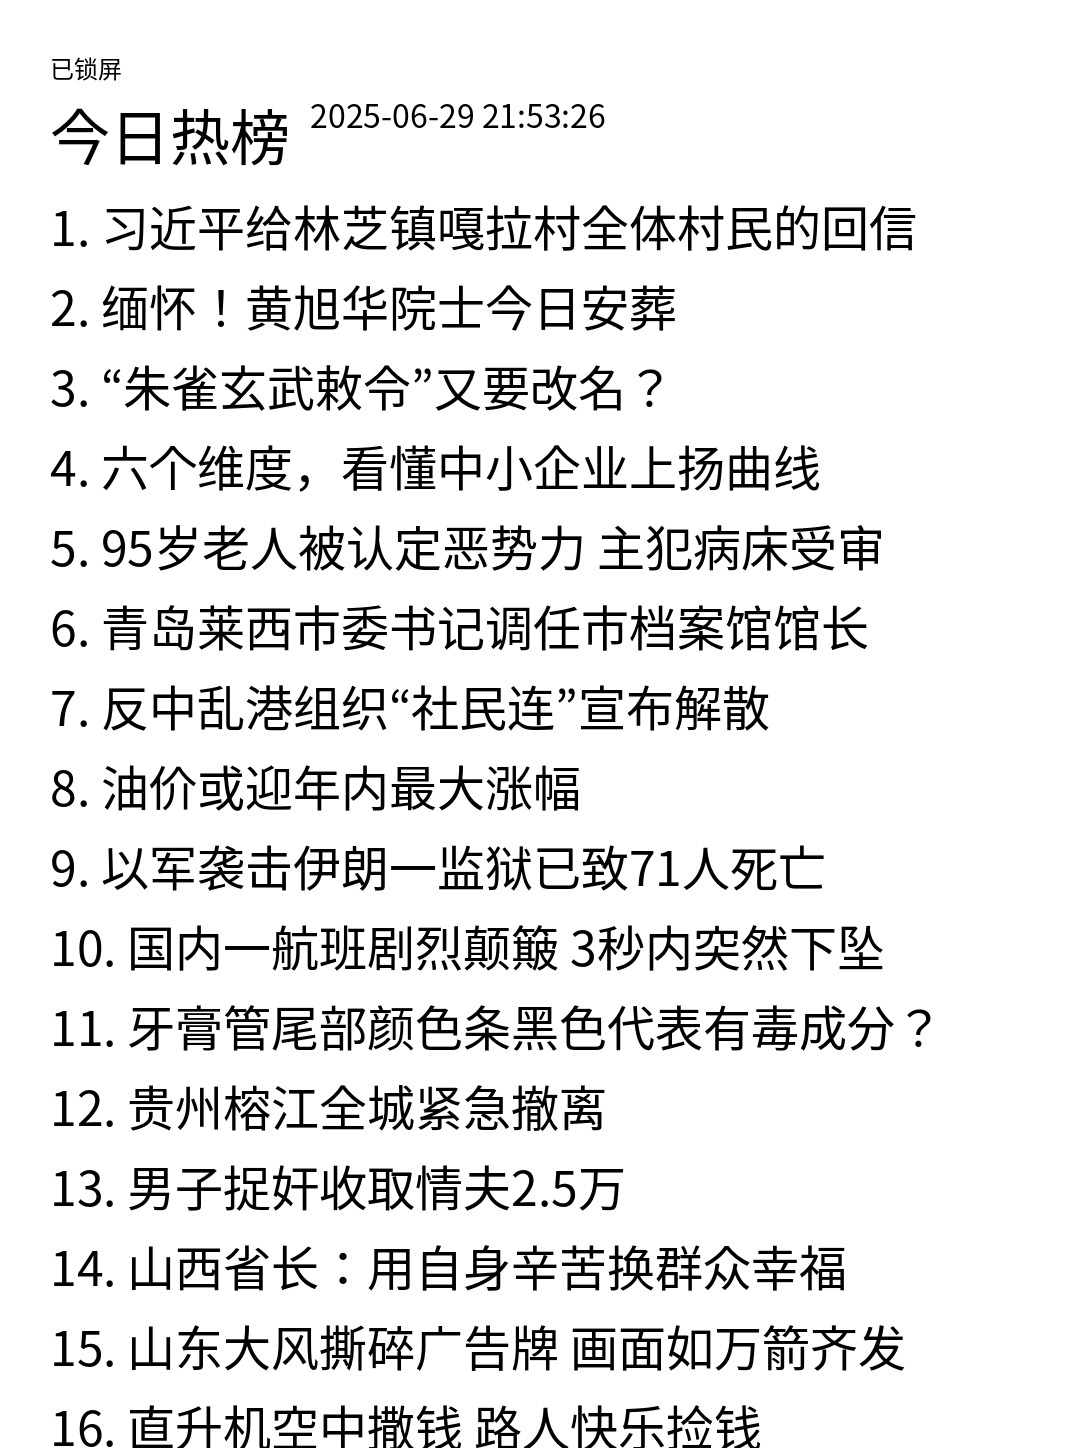 已锁屏
今日热榜 2025-06-29 21:53:26
1. 习近平给林芝镇嘎拉村全体村民的回信
2. 缅怀！黄旭华院士今日安葬
3. “朱雀玄武敕令”又要改名？
4. 六个维度，看懂中小企业上扬曲线
5. 95岁老人被认定恶势力 主犯病床受审
6. 青岛莱西市委书记调任市档案馆馆长
7. 反中乱港组织“社民连”宣布解散
8. 油价或迎年内最大涨幅
9. 以军袭击伊朗一监狱已致71人死亡
10. 国内一航班剧烈颠簸 3秒内突然下坠
11. 牙膏管尾部颜色条黑色代表有毒成分？
12. 贵州榕江全城紧急撤离
13. 男子捉奸收取情夫2.5万
14. 山西省长：用自身辛苦换群众幸福
15. 山东大风撕碎广告牌 画面如万箭齐发
16. 直升机空中撒钱 路人快乐捡钱